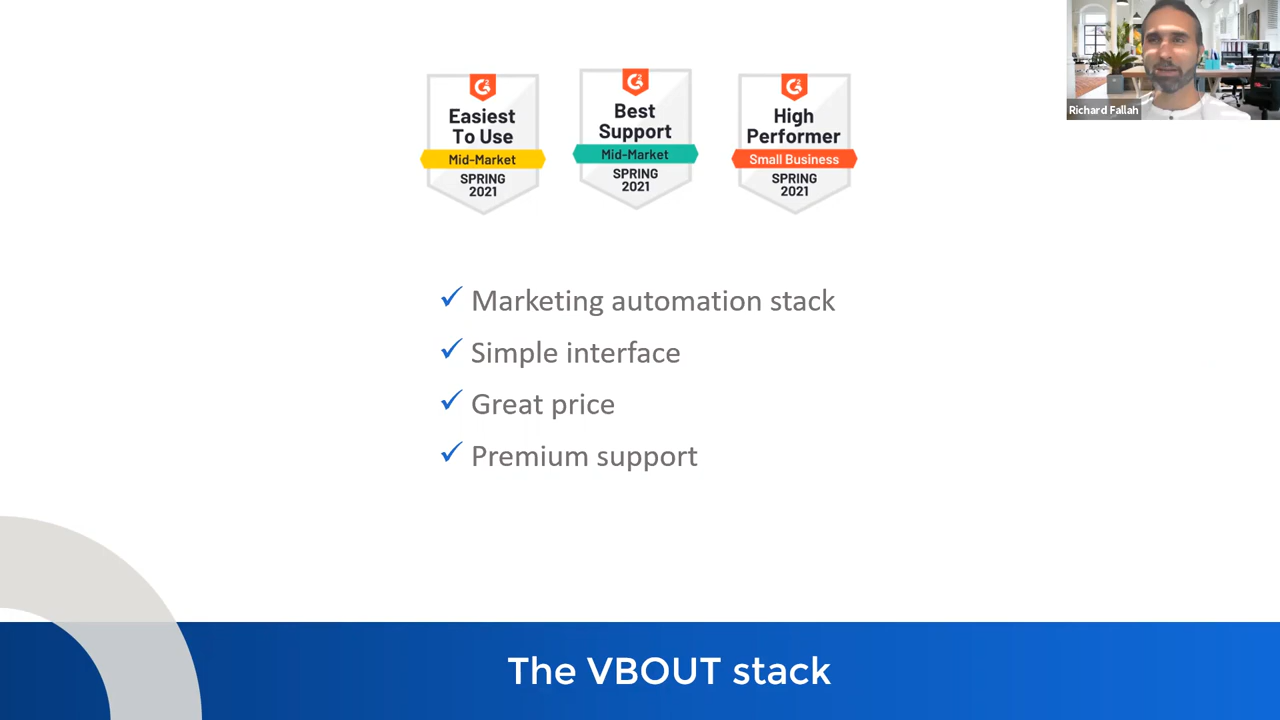 Richard Fallah
Easiest
To Use
Mid-Market
SPRING
2021
Best
Support
Mid-Market
SPRING
2021
High
Performer
Small Business
SPRING
2021
✓ Marketing automation stack
✓ Simple interface
✓ Great price
✓ Premium support
The VBOUT stack